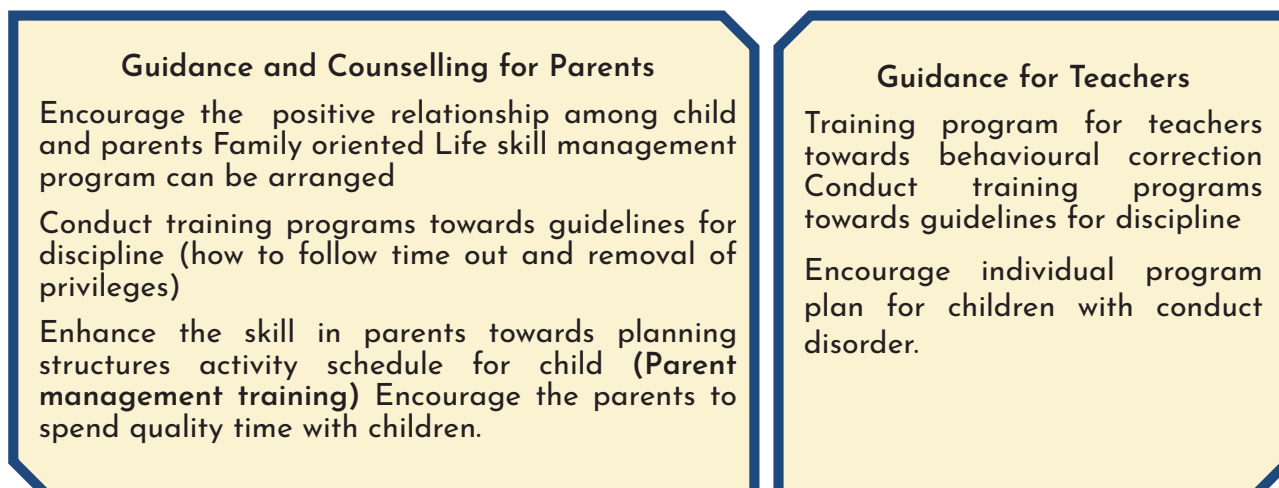 Guidance and Counselling for Parents
Encourage the positive relationship among child
and parents Family oriented Life skill management
program can be arranged
Conduct training programs towards guidelines for
discipline (how to follow time out and removal of
privileges)
Enhance the skill in parents towards planning
structures activity schedule for child (Parent
management training) Encourage the parents to
spend quality time with children.
Guidance for Teachers
Training program for teachers
towards behavioural correction
Conduct training programs
towards guidelines for discipline
Encourage individual program
plan for children with conduct
disorder.